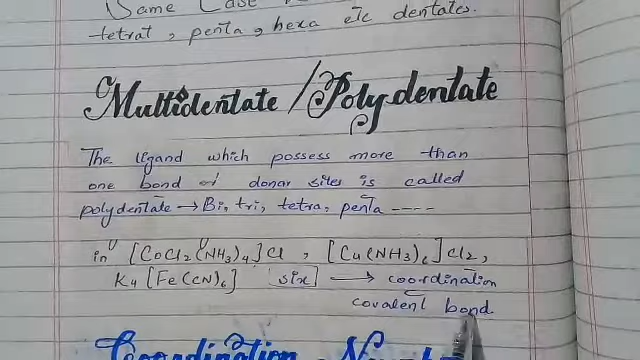 Same Case
tetrat, penta, hexa etc dentates.
Multidentate / Polydentate
The ligand which possess more than
one bond or donar sites is called
polydentate → Bi, tri, tetra, penta ----
in [CoCl2(NH3)4]Cl, [Cu(NH3)6]Cl2,
K4[Fe(CN)6] [six] → coordination
covalent bond
Coordination